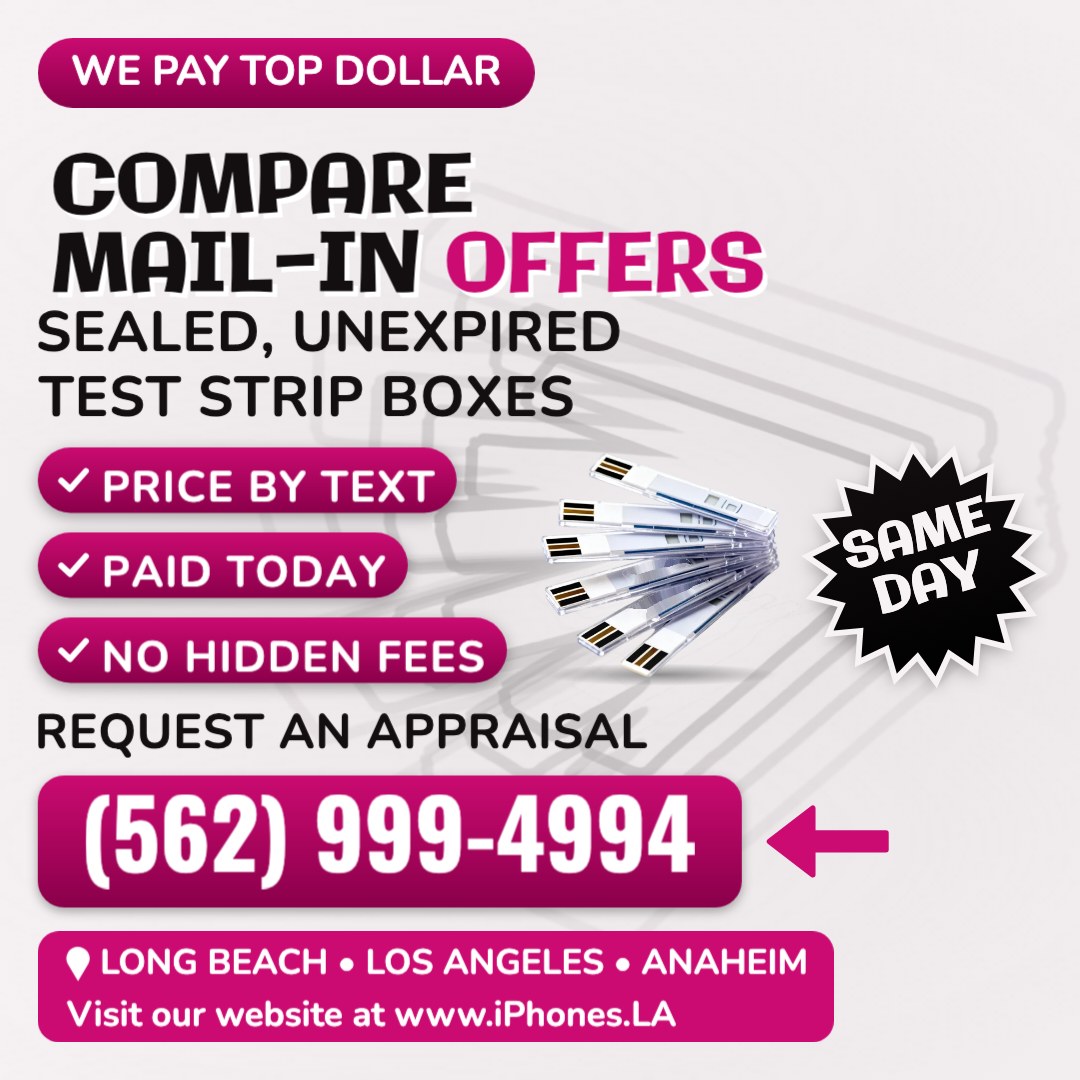 WE PAY TOP DOLLAR
COMPARE
MAIL-IN OFFERS
SEALED, UNEXPIRED
TEST STRIP BOXES
PRICE BY TEXT
PAID TODAY
NO HIDDEN FEES
SAME
DAY
REQUEST AN APPRAISAL
(562) 999-4994
LONG BEACH • LOS ANGELES • ANAHEIM
Visit our website at www.iPhones.LA